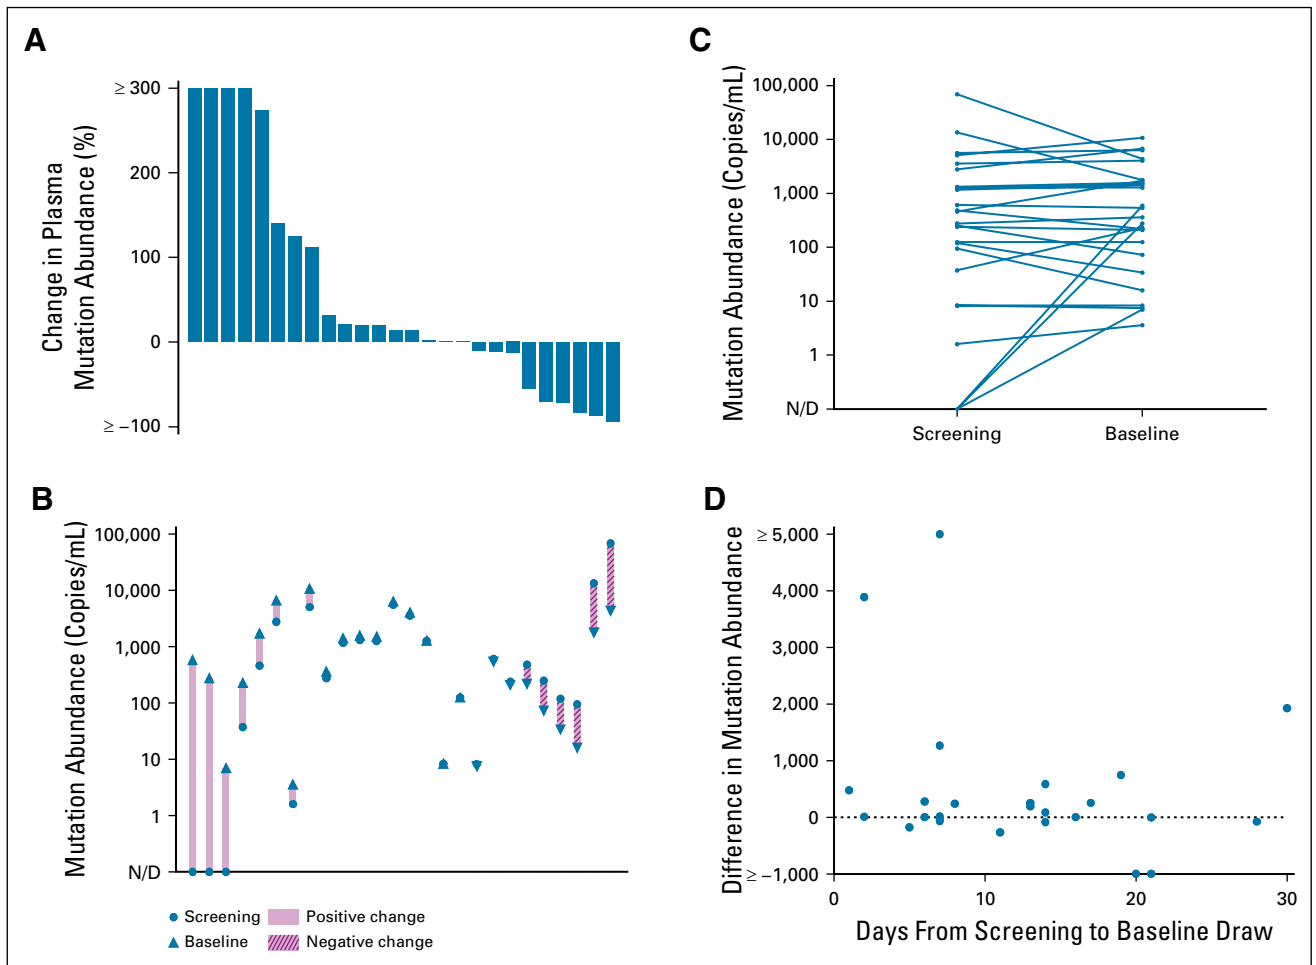 A
Change in Plasma
Mutation Abundance (%)
≥ 300
200
100
0
≥ −100
B
Mutation Abundance (Copies/mL)
100,000
10,000
1,000
100
10
1
N/D
Screening
Positive change
Baseline
Negative change
C
Mutation Abundance (Copies/mL)
100,000
10,000
1,000
100
10
1
N/D
Screening
Baseline
D
Difference in Mutation Abundance
≥ 5,000
4,000
3,000
2,000
1,000
0
≥ −1,000
0
10
20
30
Days From Screening to Baseline Draw